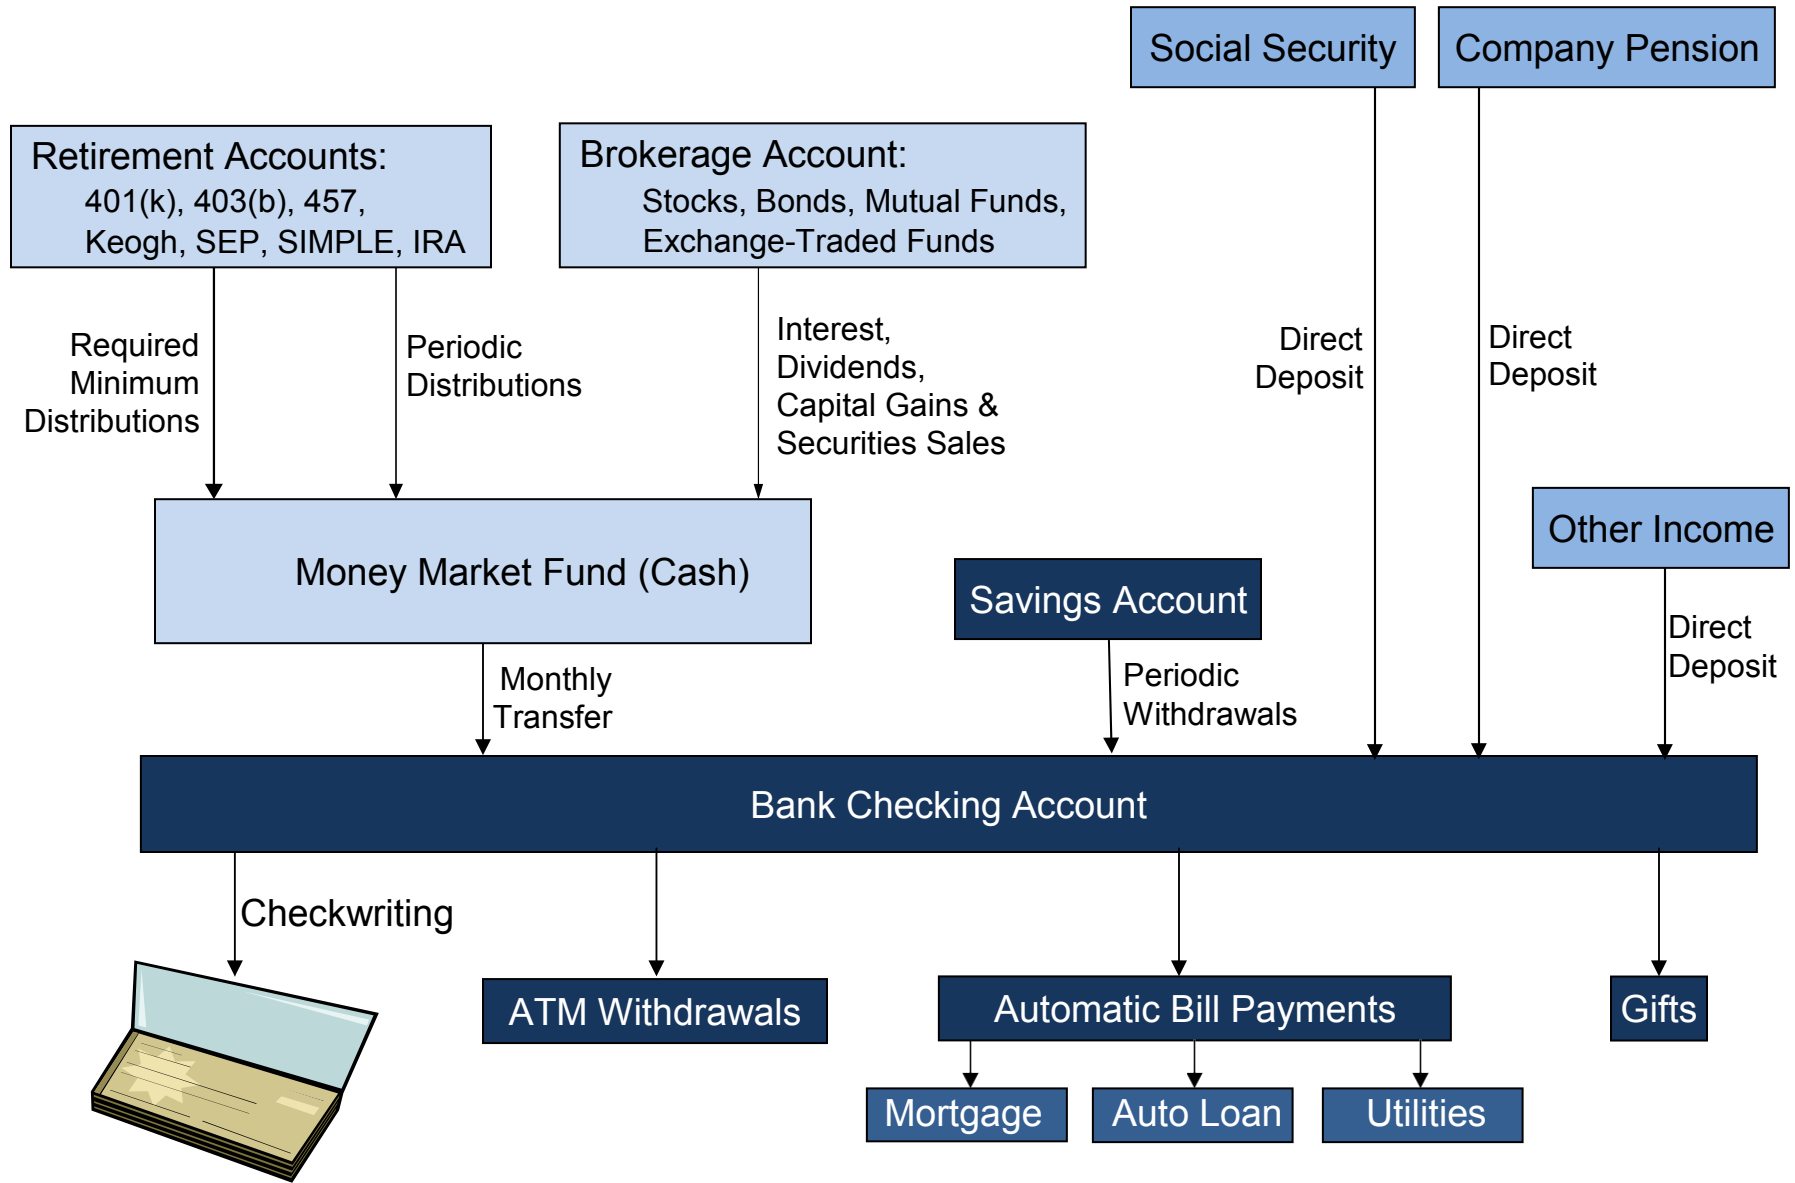 Social Security
Company Pension
Retirement Accounts:
401(k), 403(b), 457,
Keogh, SEP, SIMPLE, IRA
Brokerage Account:
Stocks, Bonds, Mutual Funds,
Exchange-Traded Funds
Required
Minimum
Distributions
Periodic
Distributions
Interest,
Dividends,
Capital Gains &
Securities Sales
Direct
Deposit
Direct
Deposit
Money Market Fund (Cash)
Savings Account
Other Income
Monthly
Transfer
Periodic
Withdrawals
Direct
Deposit
Bank Checking Account
Checkwriting
ATM Withdrawals
Automatic Bill Payments
Gifts
Mortgage
Auto Loan
Utilities